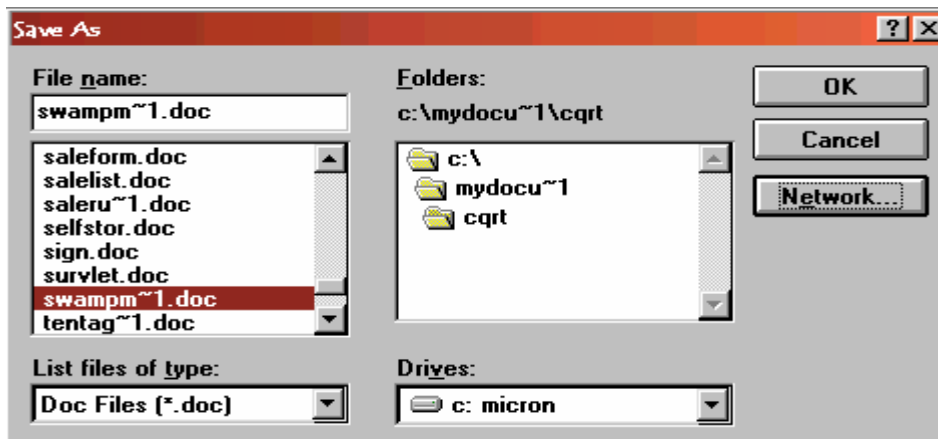 Save As
File name:
swampm~1.doc
saleform.doc
salelist.doc
saleru~1.doc
selfstor.doc
sign.doc
survlet.doc
swampm~1.doc
tentag~1.doc
List files of type:
Doc Files (*.doc)
Folders:
c:\mydocu~1\cqrt
c:\
mydocu~1
cqrt
Drives:
c: micron
OK
Cancel
Network...